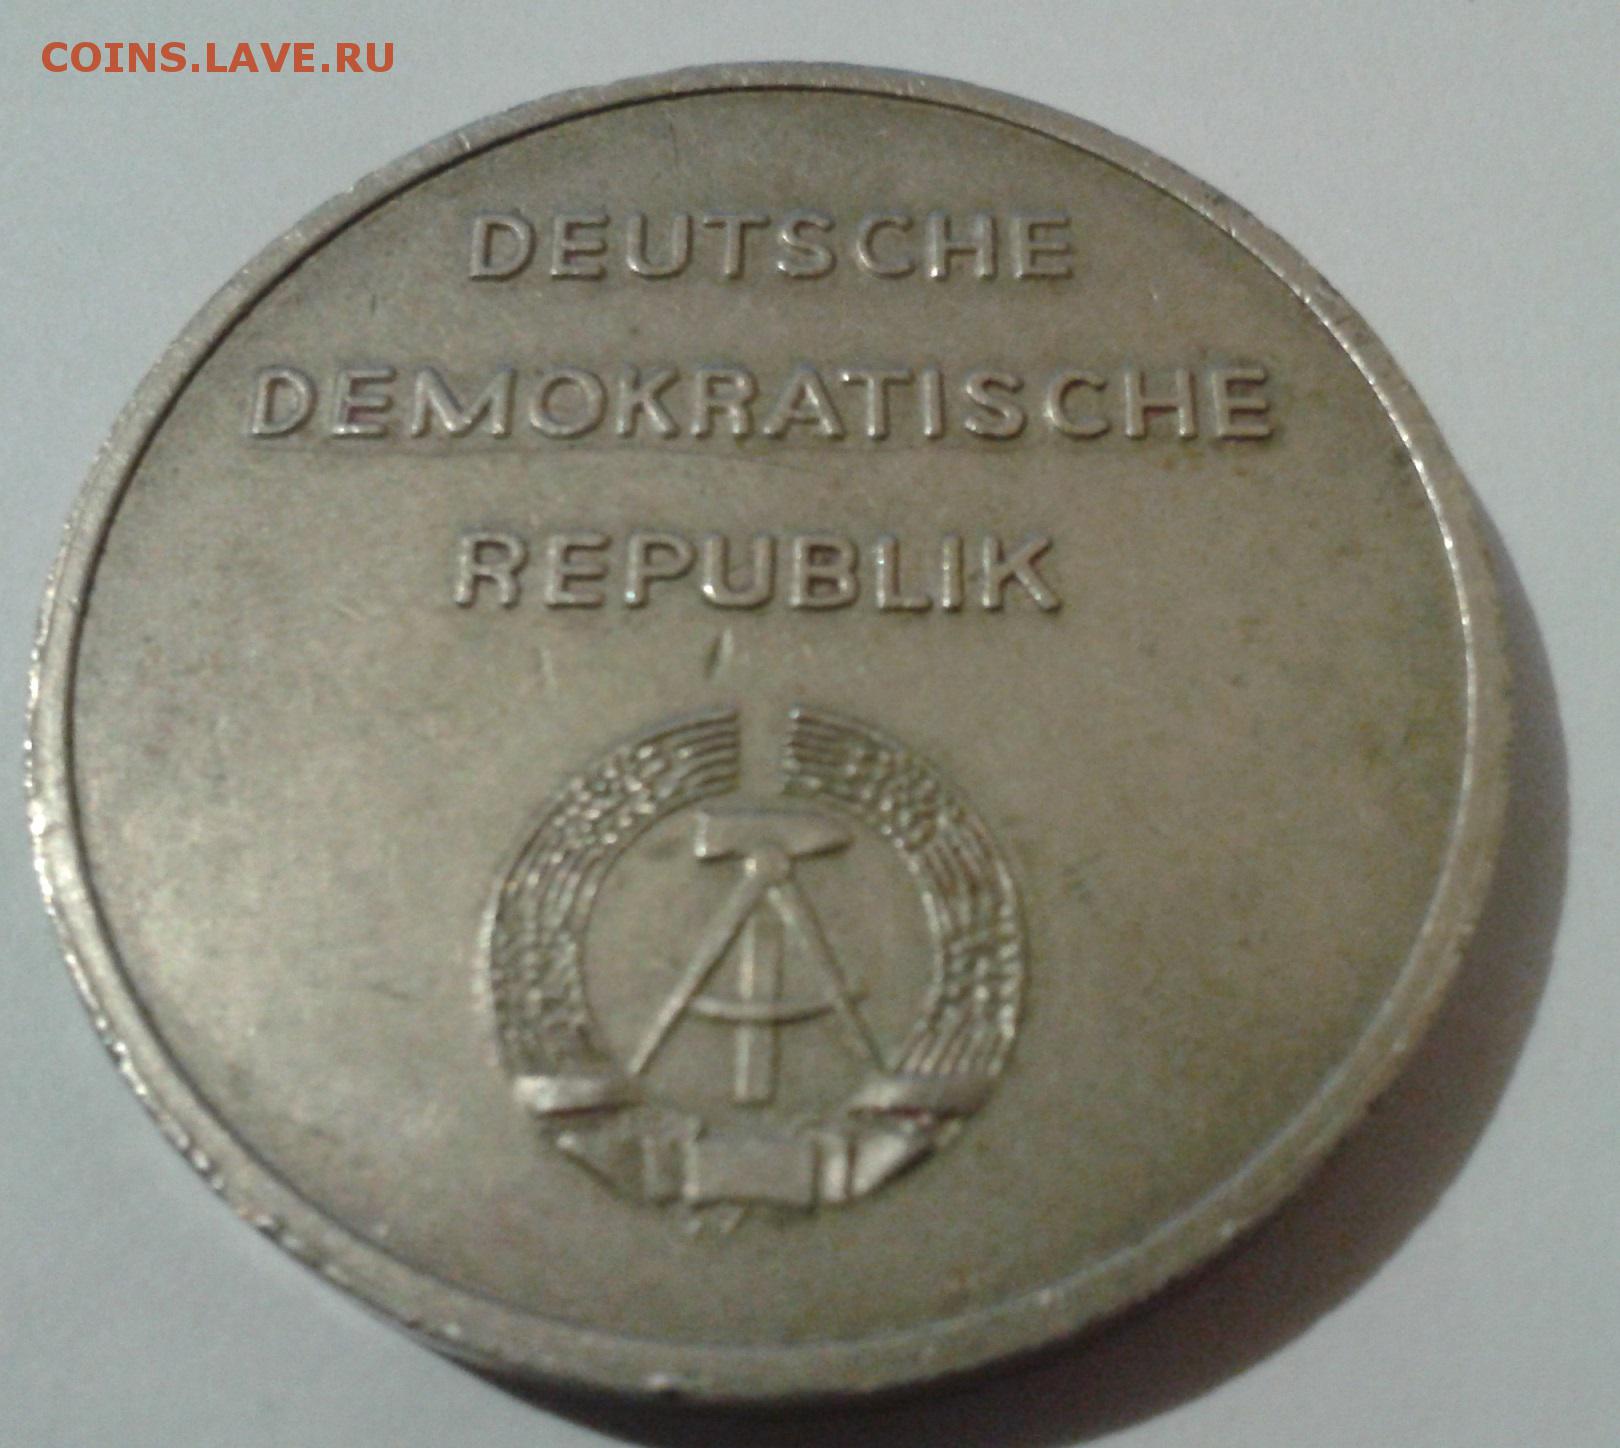 COINS.LAVE.RU
DEUTSCHE
DEMOKRATISCHE
REPUBLIK